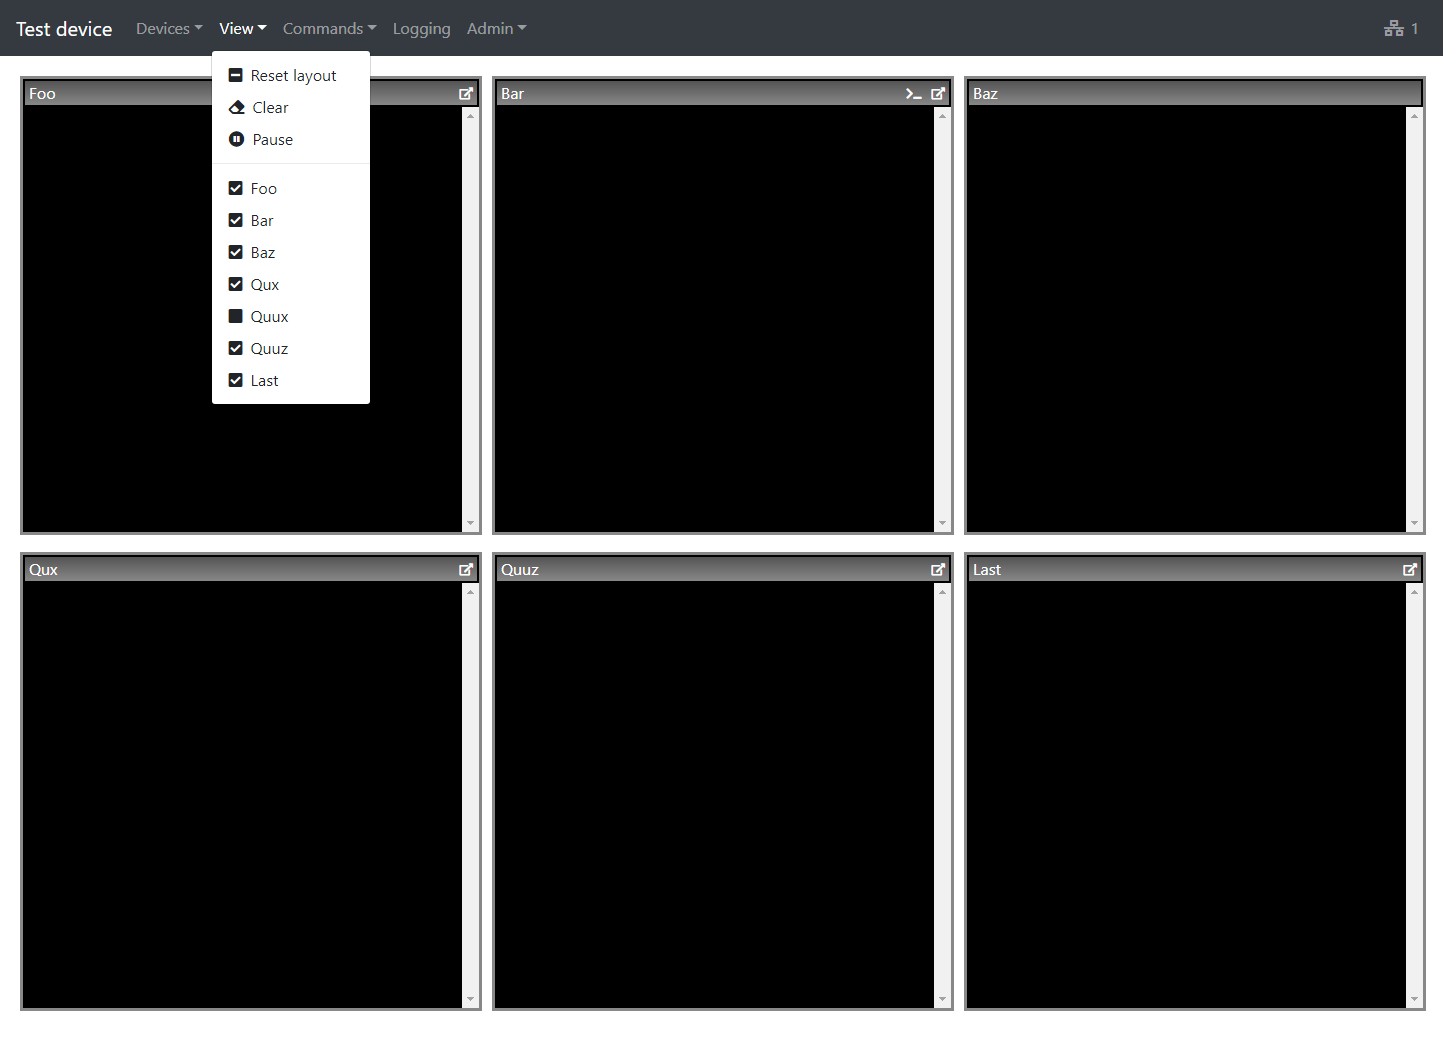 Test device Devices View Commands Logging Admin 1
Reset layout
Clear
Pause
Foo
Bar
Baz
Qux
Quux
Quuz
Last
Foo
Bar
Baz
Qux
Quuz
Last